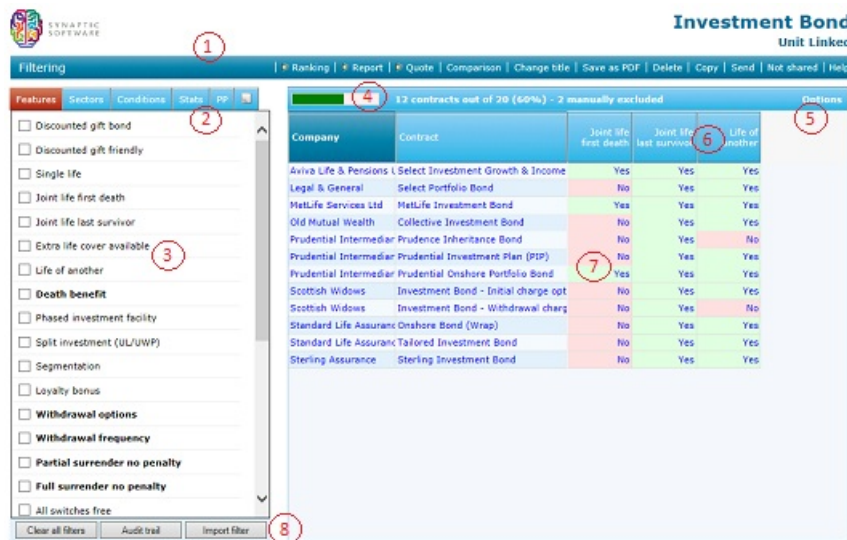 SYNAPTIC
SOFTWARE
Investment Bond
Unit Linked
1
Filtering
Ranking | Report | Quote | Comparison | Change title | Save as PDF | Delete | Copy | Send | Not shared | Help
Features Sectors Conditions Stats PP
2
4
12 contracts out of 20 (60%) - 2 manually excluded
Options
5
Discounted gift bond
Discounted gift friendly
Single life
Joint life first death
Joint life last survivor
Extra life cover available
3
Life of another
Death benefit
Phased investment facility
Split investment (UL/UWP)
Segmentation
Loyalty bonus
Withdrawal options
Withdrawal frequency
Partial surrender no penalty
Full surrender no penalty
All switches free
Clear all filters Audit trail Import filter
8
Company Contract Joint life first death Joint life last survivor Life of another
6
Aviva Life & Pensions U Select Investment Growth & Income Yes Yes Yes
Legal & General Select Portfolio Bond No Yes Yes
MetLife Services Ltd MetLife Investment Bond Yes Yes Yes
Old Mutual Wealth Collective Investment Bond No Yes Yes
Prudential Intermediar Prudence Inheritance Bond No Yes No
Prudential Intermediar Prudential Investment Plan (PIP) No Yes Yes
7
Prudential Intermediar Prudential Onshore Portfolio Bond Yes Yes Yes
Scottish Widows Investment Bond - Initial charge opt No Yes Yes
Scottish Widows Investment Bond - Withdrawal charg No Yes No
Standard Life Assuranc Onshore Bond (Wrap) No Yes Yes
Standard Life Assuranc Tailored Investment Bond No Yes Yes
Sterling Assurance Sterling Investment Bond No Yes Yes